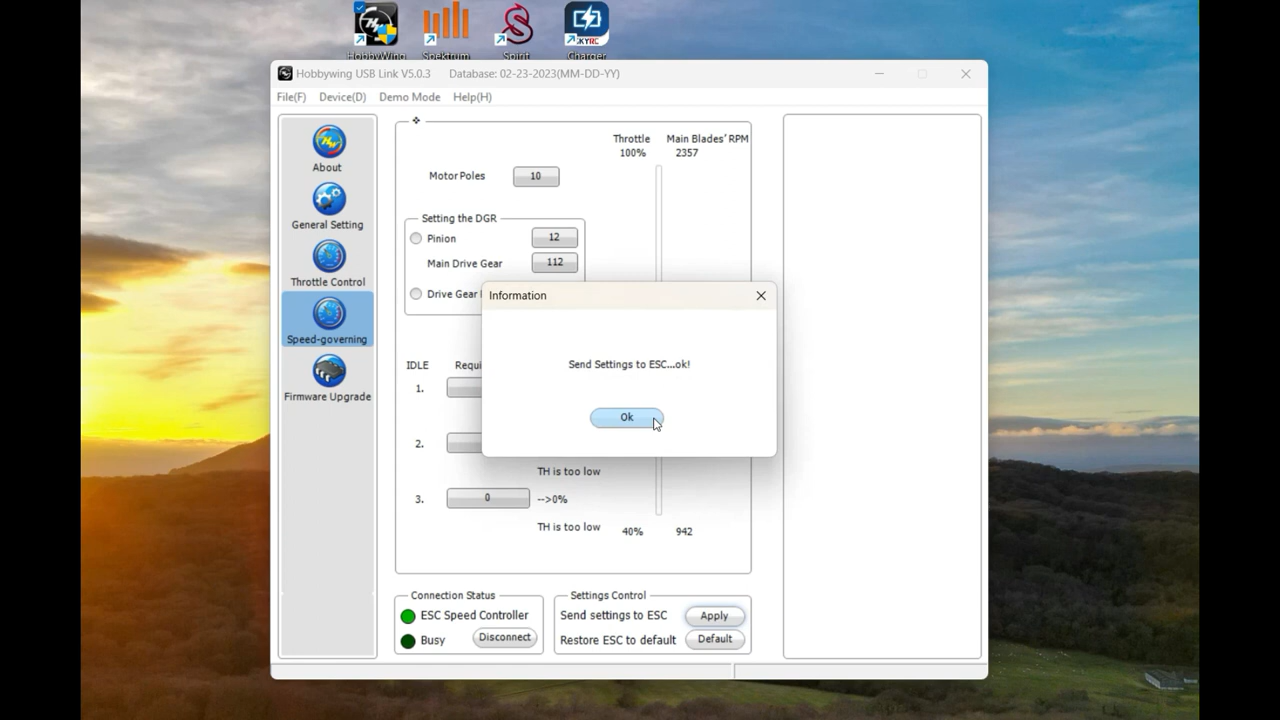 HobbyWing Spektrum Spirit Charger
SKYRC
Hobbywing USB Link V5.0.3 Database: 02-23-2023(MM-DD-YY)
File(F) Device(D) Demo Mode Help(H)
About
General Setting
Throttle Control
Speed-governing
Firmware Upgrade
Throttle Main Blades' RPM
100% 2357
Motor Poles 10
Setting the DGR
Pinion 12
Main Drive Gear 112
Drive Gear
Information
Send Settings to ESC...ok!
Ok
IDLE
1.
2.
TH is too low
3. 0 -->0%
TH is too low 40% 942
Connection Status
ESC Speed Controller
Busy Disconnect
Settings Control
Send settings to ESC Apply
Restore ESC to default Default